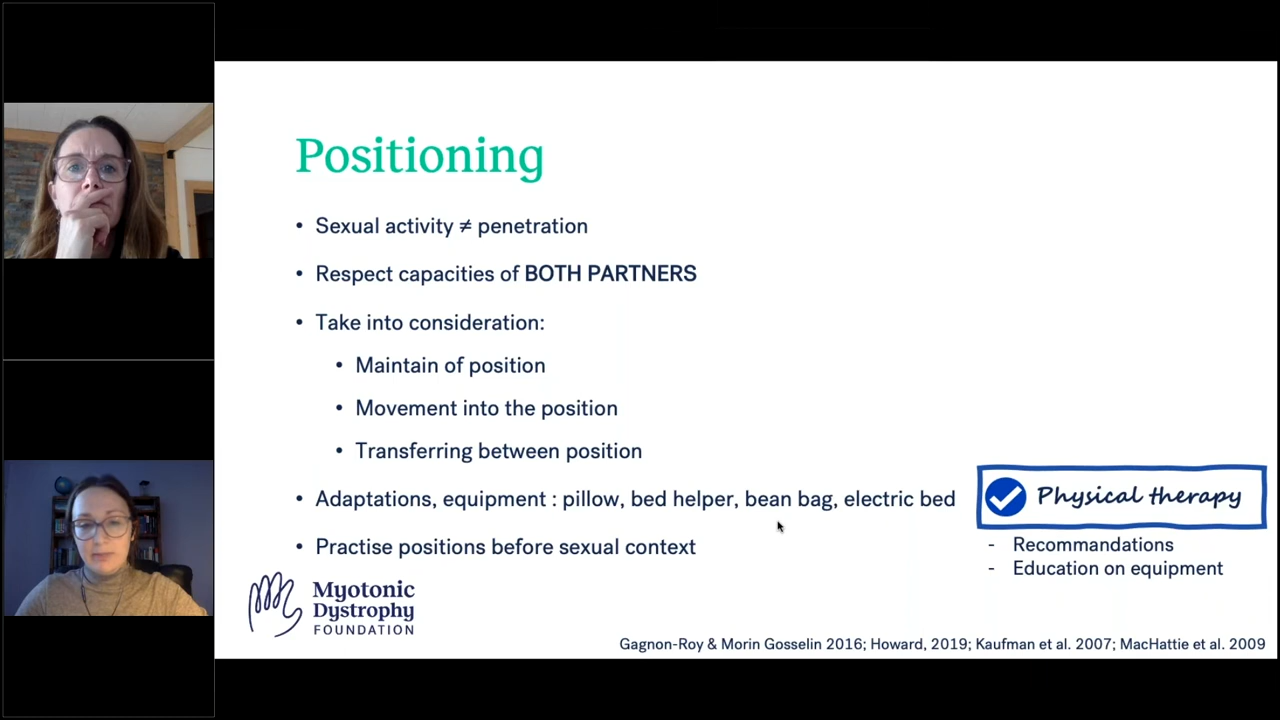 Positioning
• Sexual activity ≠ penetration
• Respect capacities of BOTH PARTNERS
• Take into consideration:
• Maintain of position
• Movement into the position
• Transferring between position
• Adaptations, equipment : pillow, bed helper, bean bag, electric bed
• Practise positions before sexual context
Physical therapy
- Recommandations
- Education on equipment
Myotonic
Dystrophy
FOUNDATION
Gagnon-Roy & Morin Gosselin 2016; Howard, 2019; Kaufman et al. 2007; MacHattie et al. 2009